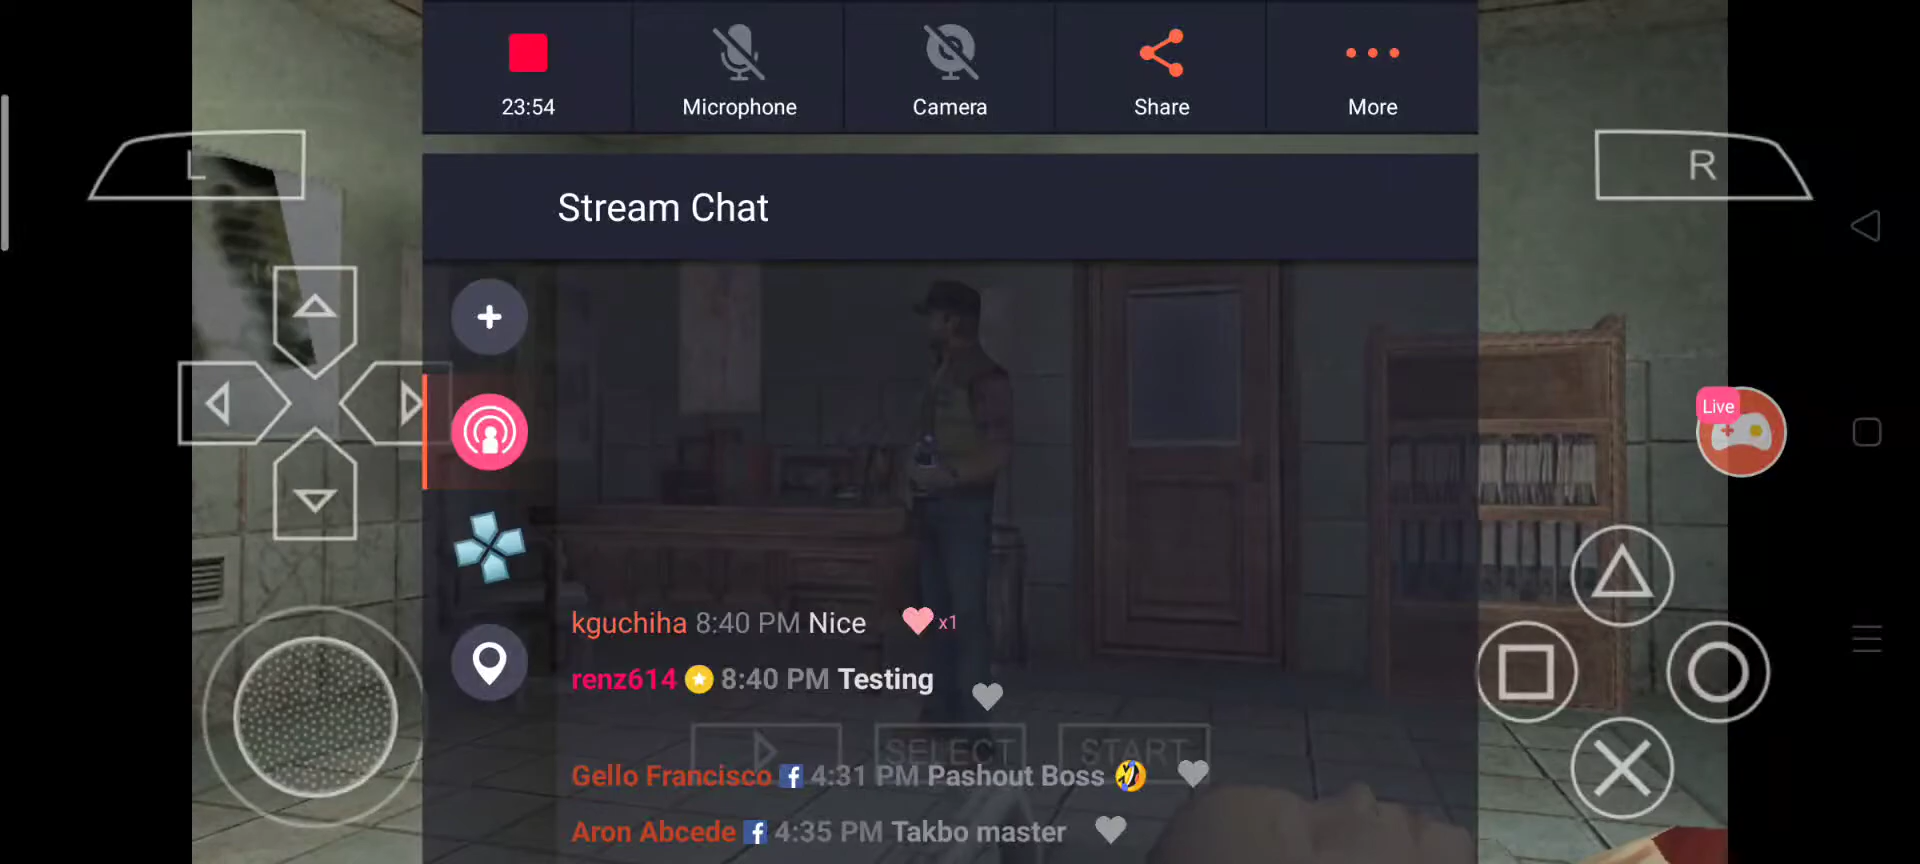 23:54
Microphone
Camera
Share
More
L
R
Stream Chat
Live
kguchiha 8:40 PM Nice x1
renz614 8:40 PM Testing
SELECT
START
Gello Francisco 4:31 PM Pashout Boss 🤣
Aron Abcede 4:35 PM Takbo master